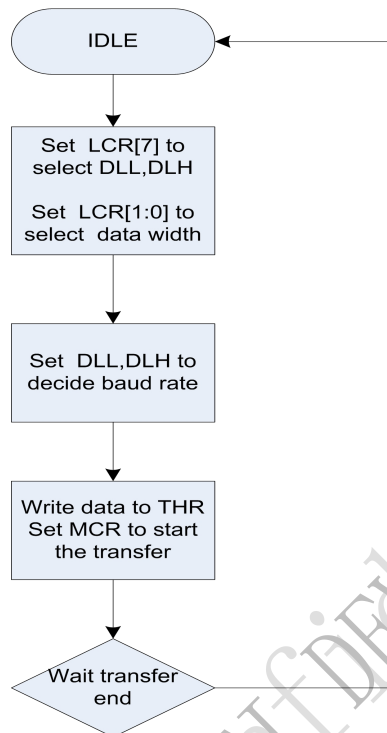 IDLE
Set LCR[7] to
select DLL,DLH
Set LCR[1:0] to
select data width
Set DLL,DLH to
decide baud rate
Write data to THR
Set MCR to start
the transfer
Wait transfer
end